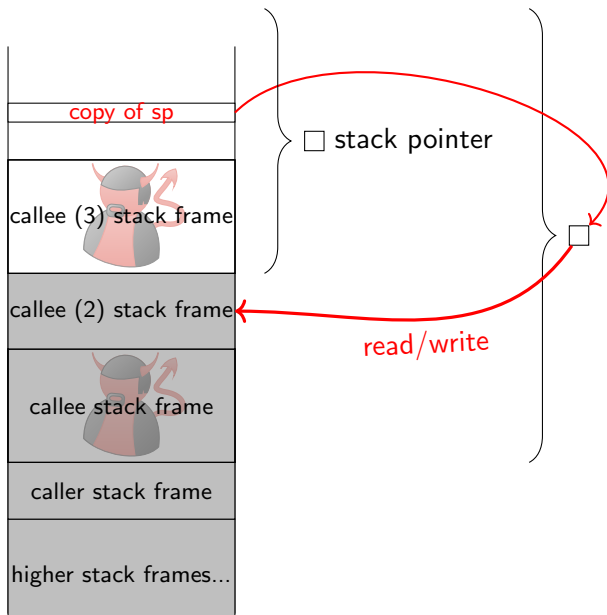 copy of sp
□ stack pointer
callee (3) stack frame
□
callee (2) stack frame
read/write
callee stack frame
caller stack frame
higher stack frames...